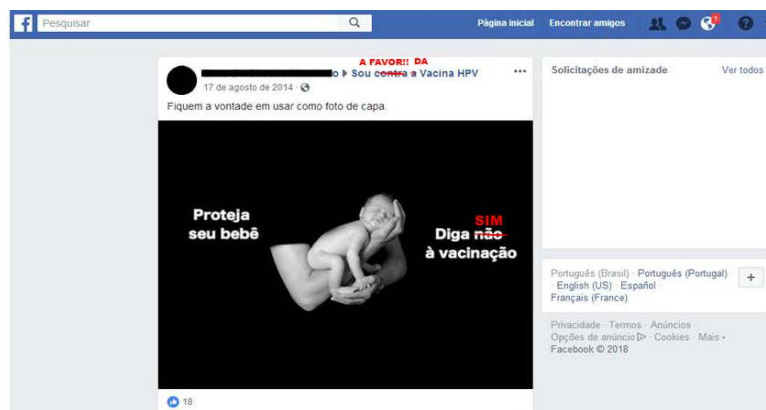 f Pesquisar Página inicial Encontrar amigos 1 ?
A FAVOR!! DA
o Sou contra a Vacina HPV
17 de agosto de 2014 ·
Fiquem a vontade em usar como foto de capa.
Proteja
seu bebê
SIM
Diga não
à vacinação
18
Solicitações de amizade Ver todos
Português (Brasil) · Português (Portugal)
· English (US) · Español ·
Français (France)
+
Privacidade · Termos · Anúncios ·
Opções de anúncio · Cookies · Mais
Facebook © 2018